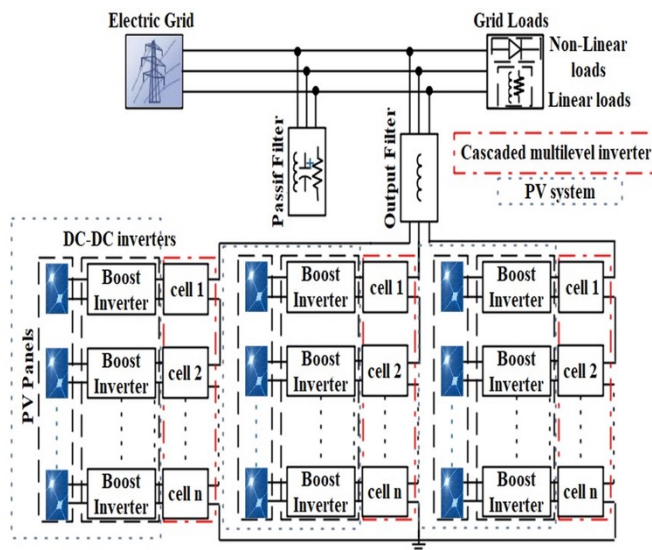 Electric Grid
Grid Loads
Non-Linear
loads
Linear loads
Passif Filter
Output Filter
Cascaded multilevel inverter
PV system
DC-DC inverters
PV Panels
Boost
Inverter
cell 1
Boost
Inverter
cell 1
Boost
Inverter
cell 1
Boost
Inverter
cell 2
Boost
Inverter
cell 2
Boost
Inverter
cell 2
Boost
Inverter
cell n
Boost
Inverter
cell n
Boost
Inverter
cell n